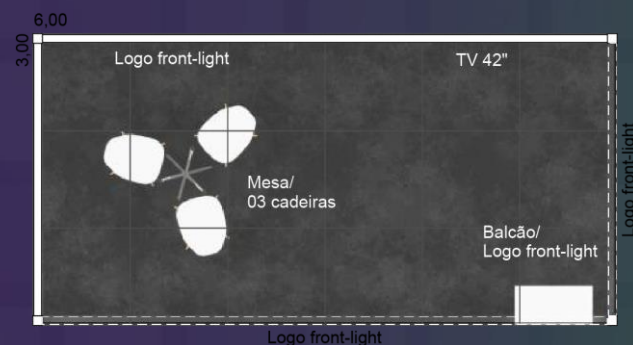 6,00
3,00
Logo front-light
TV 42"
Mesa/
03 cadeiras
Balcão/
Logo front-light
Logo front-light
Logo front-light